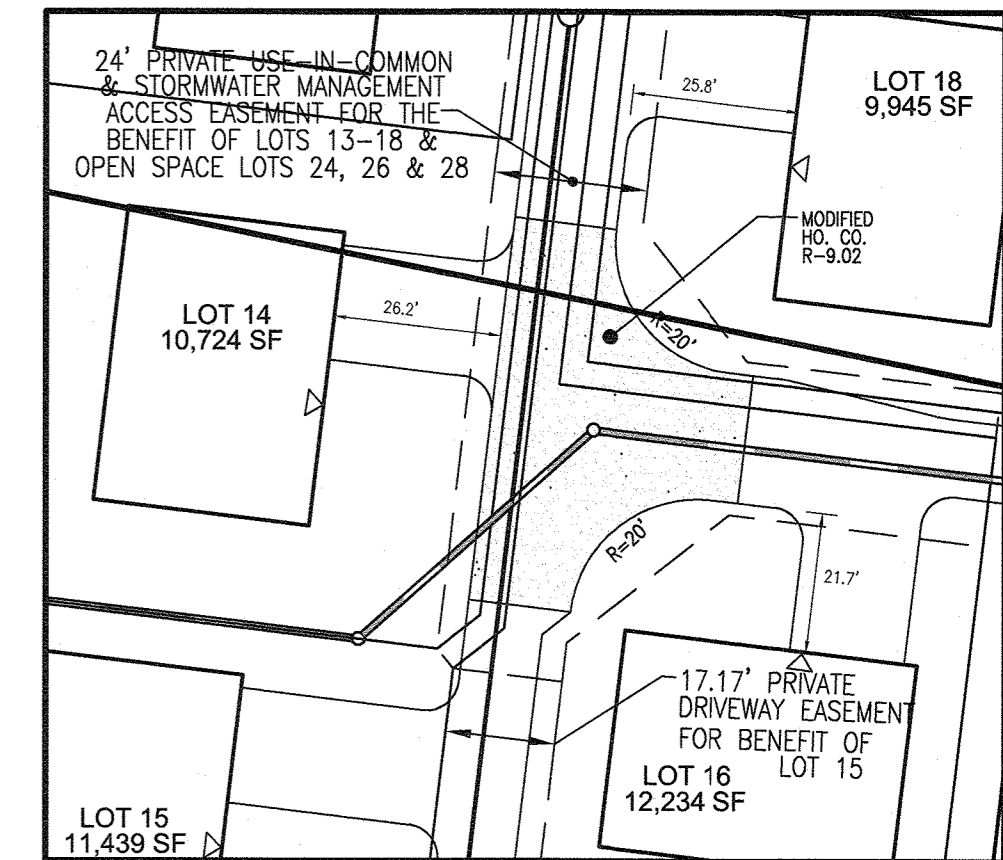 24' PRIVATE USE-IN-COMMON
& STORMWATER MANAGEMENT
ACCESS EASEMENT FOR THE
BENEFIT OF LOTS 13-18 &
OPEN SPACE LOTS 24, 26 & 28
25.8'
LOT 18
9,945 SF
MODIFIED
HO. CO.
R-9.02
LOT 14
10,724 SF
26.2'
R=20'
R=20'
21.7'
17.17' PRIVATE
DRIVEWAY EASEMENT
FOR BENEFIT OF
LOT 15
LOT 16
12,234 SF
LOT 15
11,439 SF